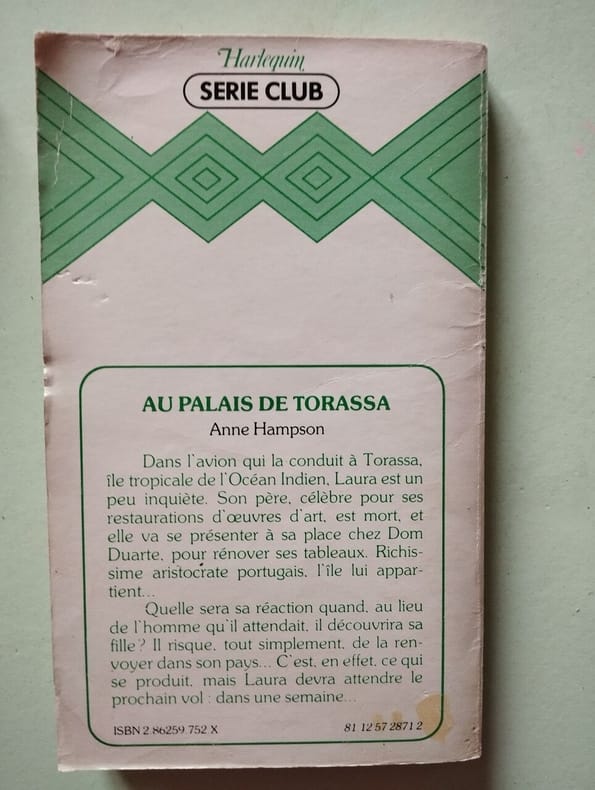 Harlequin
SERIE CLUB
AU PALAIS DE TORASSA
Anne Hampson
Dans l'avion qui la conduit à Torassa,
île tropicale de l'Océan Indien, Laura est un
peu inquiète. Son père, célèbre pour ses
restaurations d'œuvres d'art, est mort, et
elle va se présenter à sa place chez Dom
Duarte, pour rénover ses tableaux. Richis-
sime aristocrate portugais, l'île lui appar-
tient...
Quelle sera sa réaction quand, au lieu
de l'homme qu'il attendait, il découvrira sa
fille ? Il risque, tout simplement, de la ren-
voyer dans son pays... C'est, en effet, ce qui
se produit, mais Laura devra attendre le
prochain vol : dans une semaine...
ISBN 2 86259 752 X
81 12 57 2871 2